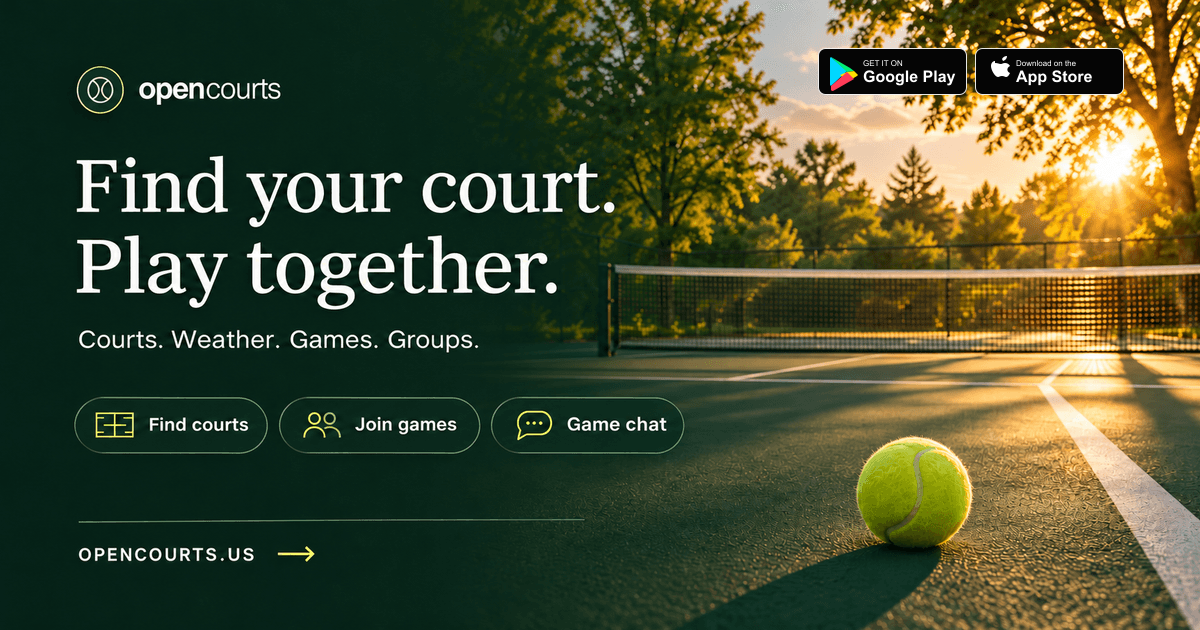 opencourts
GET IT ON
Google Play
Download on the
App Store
Find your court.
Play together.
Courts. Weather. Games. Groups.
Find courts
Join games
Game chat
OPENCOURTS.US